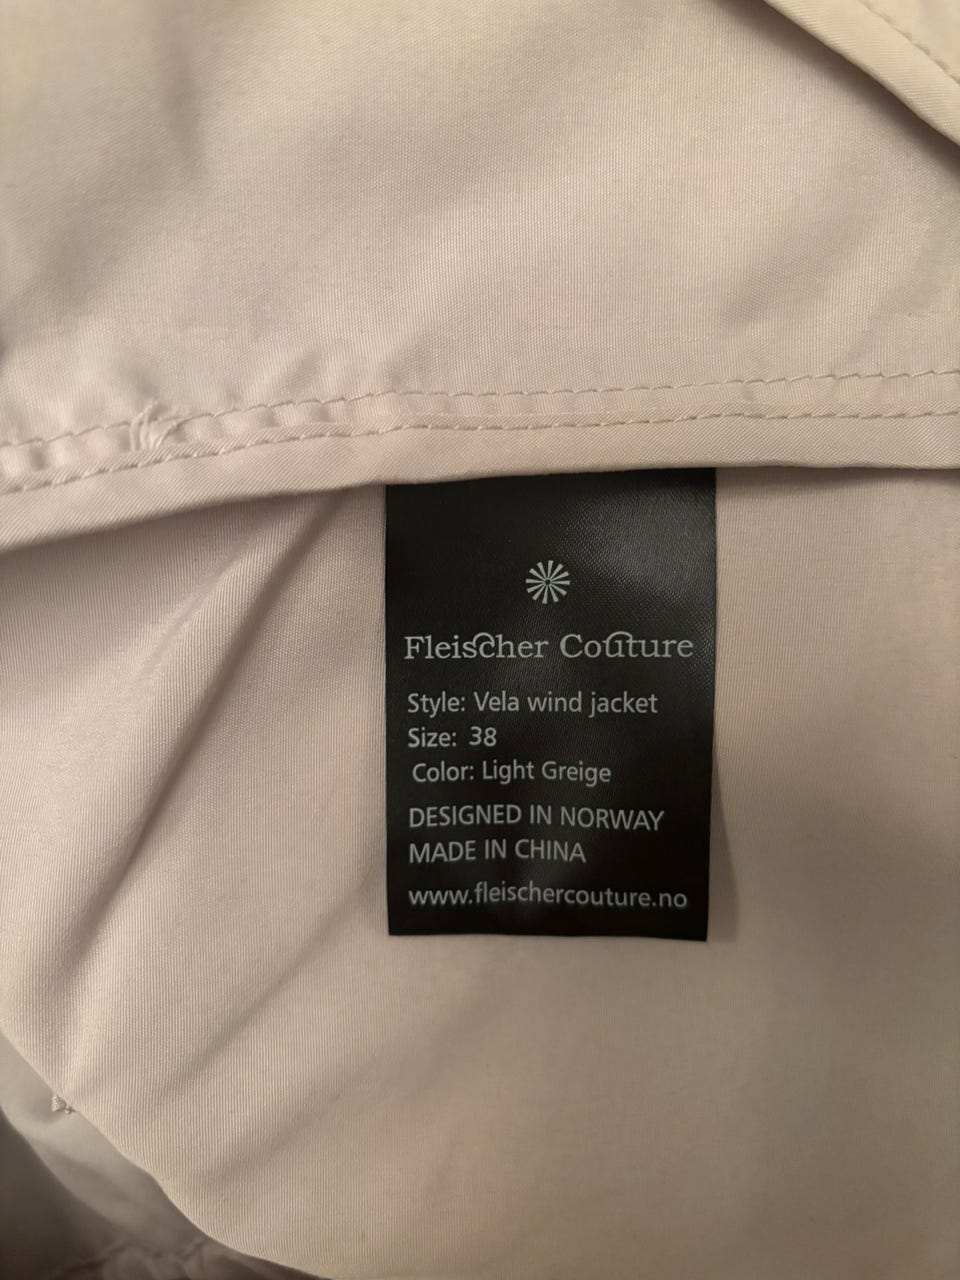 Fleischer Couture
Style: Vela wind jacket
Size: 38
Color: Light Greige
DESIGNED IN NORWAY
MADE IN CHINA
www.fleischercouture.no